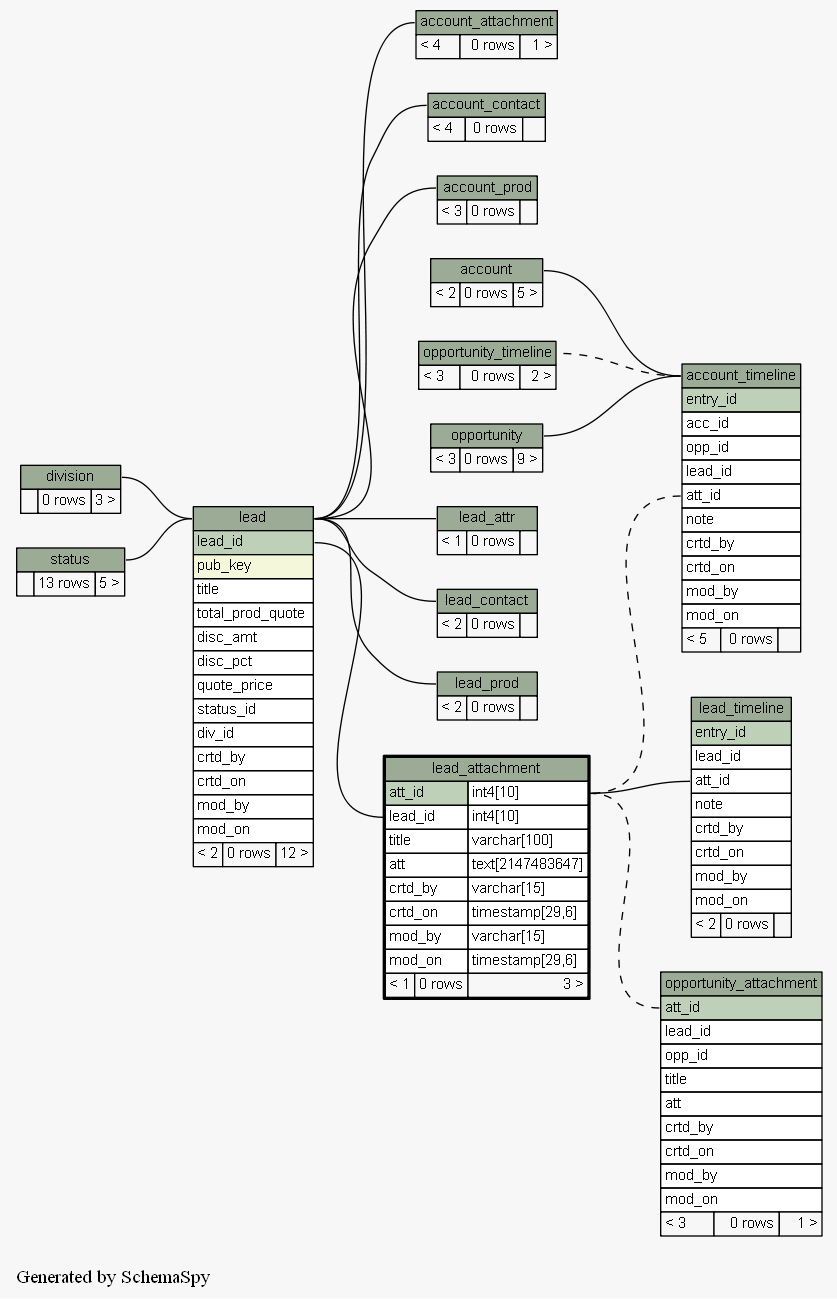 account_attachment
< 4 0 rows 1 >
account_contact
< 4 0 rows
account_prod
< 3 0 rows
account
< 2 0 rows 5 >
opportunity_timeline
< 3 0 rows 2 >
opportunity
< 3 0 rows 9 >
account_timeline
entry_id
acc_id
opp_id
lead_id
att_id
note
crtd_by
crtd_on
mod_by
mod_on
< 5 0 rows
division
0 rows 3 >
status
13 rows 5 >
lead
lead_id
pub_key
title
total_prod_quote
disc_amt
disc_pct
quote_price
status_id
div_id
crtd_by
crtd_on
mod_by
mod_on
< 2 0 rows 12 >
lead_attr
< 1 0 rows
lead_contact
< 2 0 rows
lead_prod
< 2 0 rows
lead_attachment
att_id int4[10]
lead_id int4[10]
title varchar[100]
att text[2147483647]
crtd_by varchar[15]
crtd_on timestamp[29,6]
mod_by varchar[15]
mod_on timestamp[29,6]
< 1 0 rows 3 >
lead_timeline
entry_id
lead_id
att_id
note
crtd_by
crtd_on
mod_by
mod_on
< 2 0 rows
opportunity_attachment
att_id
lead_id
opp_id
title
att
crtd_by
crtd_on
mod_by
mod_on
< 3 0 rows 1 >
Generated by SchemaSpy